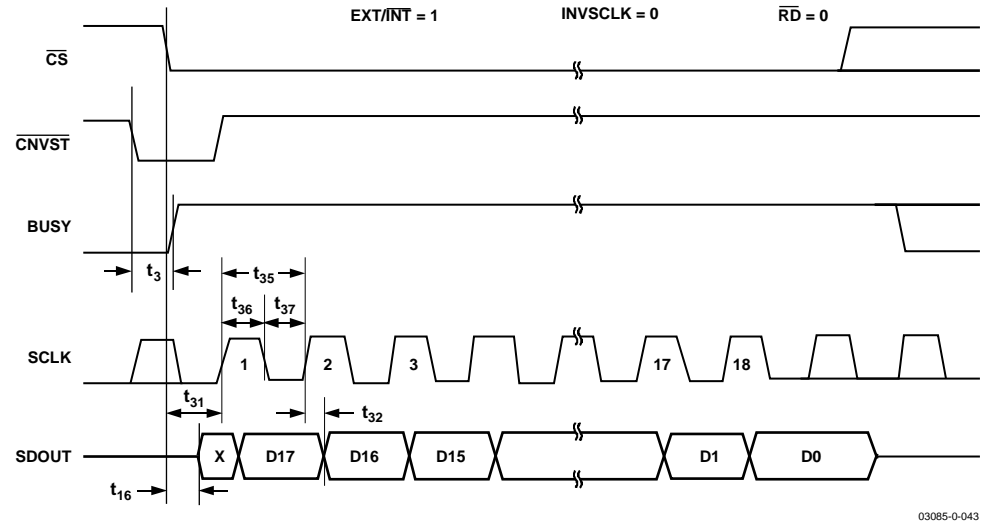 EXT/INT = 1 INVSCLK = 0 RD = 0
CS
CNVST
BUSY
t3
t35
t36 t37
SCLK 1 2 3 17 18
t31
t32
SDOUT X D17 D16 D15 D1 D0
t16
03085-0-043